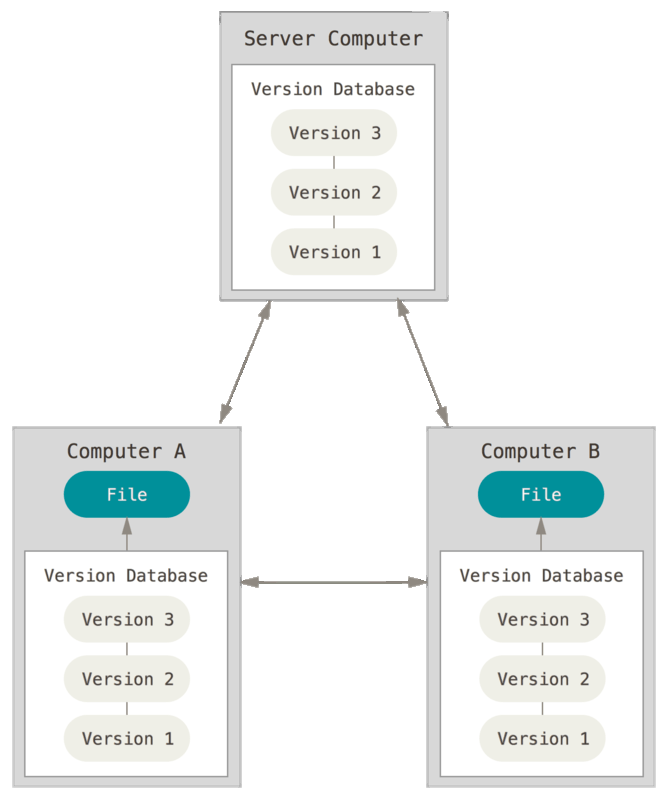 Server Computer
Version Database
Version 3
Version 2
Version 1
Computer A
File
Version Database
Version 3
Version 2
Version 1
Computer B
File
Version Database
Version 3
Version 2
Version 1